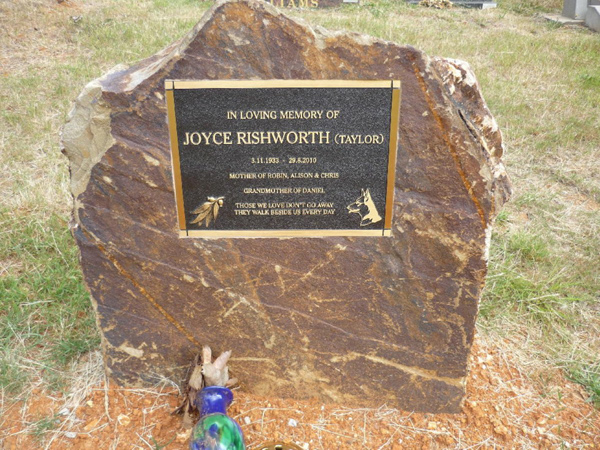 IAMS
IN LOVING MEMORY OF
JOYCE RISHWORTH (TAYLOR)
3.11.1933 - 29.8.2010
MOTHER OF ROBIN, ALISON & CHRIS
GRANDMOTHER OF DANIEL
THOSE WE LOVE DON'T GO AWAY
THEY WALK BESIDE US EVERY DAY